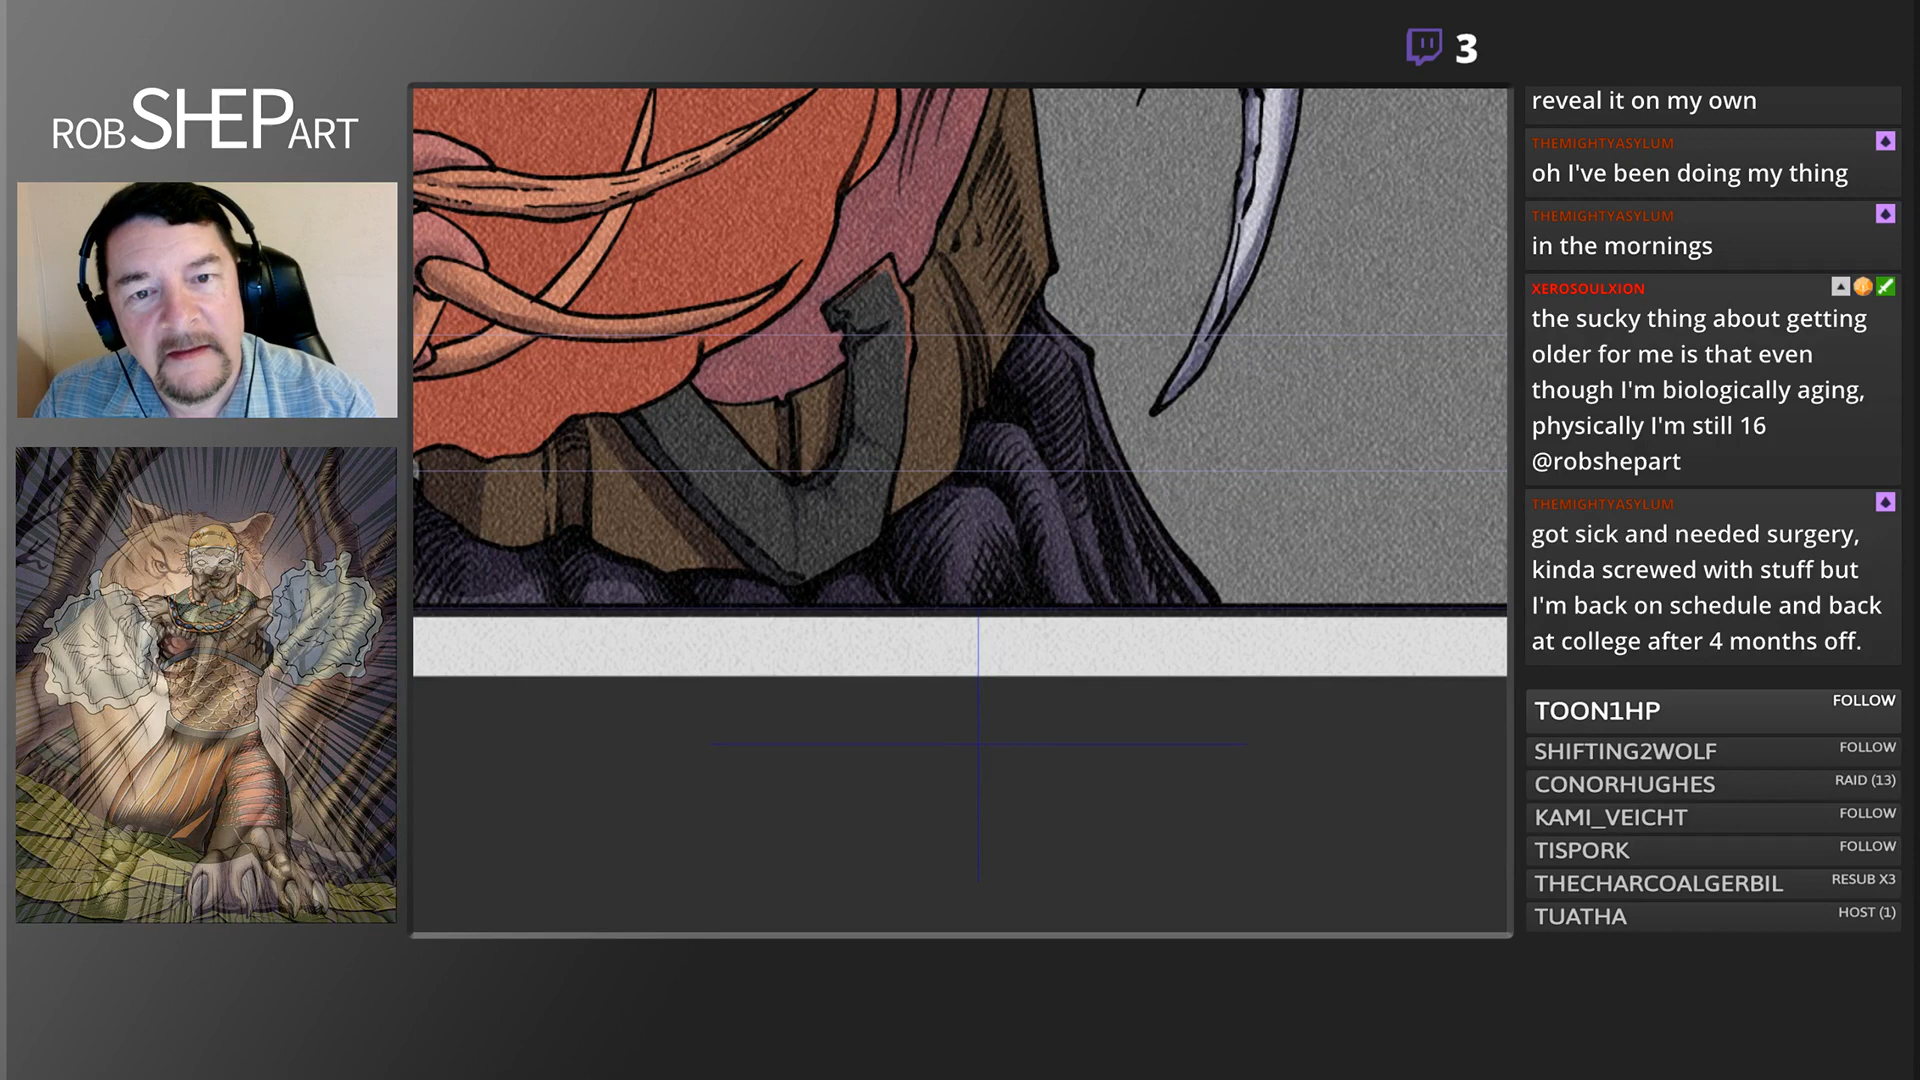 3
ROBSHEPART
reveal it on my own
THEMIGHTYASYLUM
oh I've been doing my thing
THEMIGHTYASYLUM
in the mornings
XEROSOULXION
the sucky thing about getting
older for me is that even
though I'm biologically aging,
physically I'm still 16
@robshepart
THEMIGHTYASYLUM
got sick and needed surgery,
kinda screwed with stuff but
I'm back on schedule and back
at college after 4 months off.
TOON1HP FOLLOW
SHIFTING2WOLF FOLLOW
CONORHUGHES RAID (13)
KAMI_VEICHT FOLLOW
TISPORK FOLLOW
THECHARCOALGERBIL RESUB X3
TUATHA HOST (1)